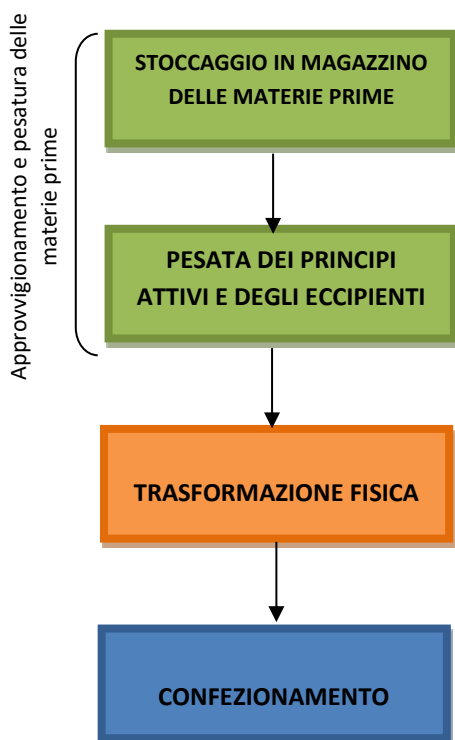 Approvvigionamento e pesatura delle
materie prime
STOCCAGGIO IN MAGAZZINO
DELLE MATERIE PRIME
PESATA DEI PRINCIPI
ATTIVI E DEGLI ECCIPIENTI
TRASFORMAZIONE FISICA
CONFEZIONAMENTO